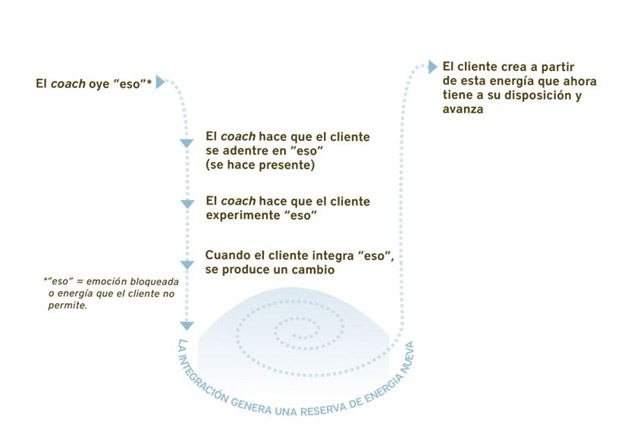 El coach oye “eso”*
El coach hace que el cliente
se adentre en “eso”
(se hace presente)
El coach hace que el cliente
experimente “eso”
Cuando el cliente integra “eso”,
se produce un cambio
*“eso” = emoción bloqueada
o energía que el cliente no
permite.
LA INTEGRACIÓN GENERA UNA RESERVA DE ENERGÍA NUEVA
El cliente crea a partir
de esta energía que ahora
tiene a su disposición y
avanza